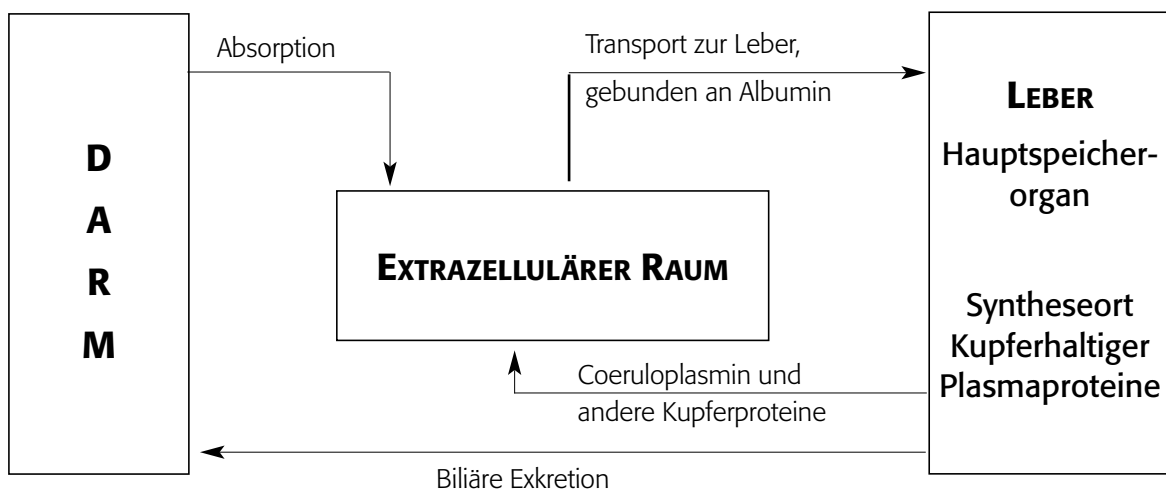 Absorption
Transport zur Leber,
gebunden an Albumin
D
A
R
M
LEBER
Hauptspeicher-
organ
EXTRAZELLULÄRER RAUM
Syntheseort
Kupferhaltiger
Plasmaproteine
Coeruloplasmin und
andere Kupferproteine
Biliäre Exkretion